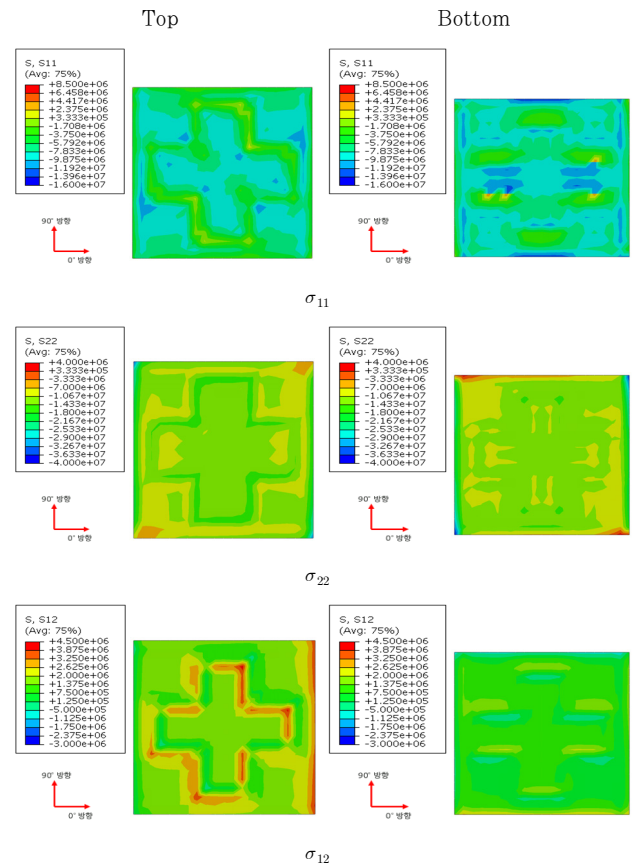 Top
Bottom
S, S11
(Avg: 75%)
+8.500e+06
+6.458e+06
+4.417e+06
+2.375e+06
+3.333e+05
-1.708e+06
-3.750e+06
-5.792e+06
-7.833e+06
-9.875e+06
-1.192e+07
-1.396e+07
-1.600e+07
90° 방향
0° 방향
S, S11
(Avg: 75%)
+8.500e+06
+6.458e+06
+4.417e+06
+2.375e+06
+3.333e+05
-1.708e+06
-3.750e+06
-5.792e+06
-7.833e+06
-9.875e+06
-1.192e+07
-1.396e+07
-1.600e+07
90° 방향
0° 방향
σ₁₁
S, S22
(Avg: 75%)
+4.000e+06
+3.333e+05
-3.333e+06
-7.000e+06
-1.067e+07
-1.433e+07
-1.800e+07
-2.167e+07
-2.533e+07
-2.900e+07
-3.267e+07
-3.633e+07
-4.000e+07
90° 방향
0° 방향
S, S22
(Avg: 75%)
+4.000e+06
+3.333e+05
-3.333e+06
-7.000e+06
-1.067e+07
-1.433e+07
-1.800e+07
-2.167e+07
-2.533e+07
-2.900e+07
-3.267e+07
-3.633e+07
-4.000e+07
90° 방향
0° 방향
σ₂₂
S, S12
(Avg: 75%)
+4.500e+06
+3.875e+06
+3.250e+06
+2.625e+06
+2.000e+06
+1.375e+06
+7.500e+05
+1.250e+05
-5.000e+05
-1.125e+06
-1.750e+06
-2.375e+06
-3.000e+06
90° 방향
0° 방향
S, S12
(Avg: 75%)
+4.500e+06
+3.875e+06
+3.250e+06
+2.625e+06
+2.000e+06
+1.375e+06
+7.500e+05
+1.250e+05
-5.000e+05
-1.125e+06
-1.750e+06
-2.375e+06
-3.000e+06
90° 방향
0° 방향
σ₁₂